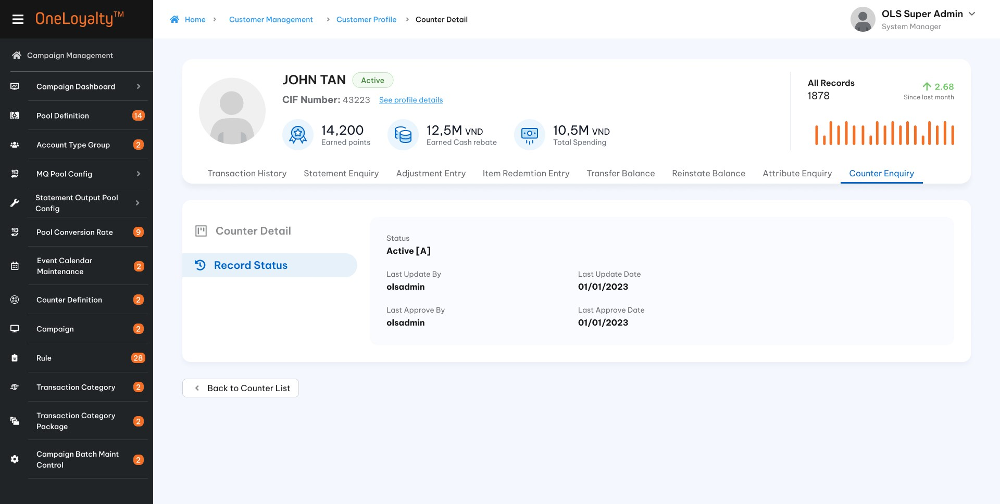 OneLoyalty™
Home > Customer Management > Customer Profile > Counter Detail
OLS Super Admin
System Manager
Campaign Management
Campaign Dashboard
Pool Definition 14
Account Type Group 2
MQ Pool Config
Statement Output Pool
Config
Pool Conversion Rate 9
Event Calendar
Maintenance 2
Counter Definition 2
Campaign 2
Rule 28
Transaction Category 2
Transaction Category
Package 2
Campaign Batch Maint
Control 2
JOHN TAN Active
CIF Number: 43223 See profile details
14,200
Earned points
12,5M VND
Earned Cash rebate
10,5M VND
Total Spending
All Records
1878
2.68
Since last month
Transaction History Statement Enquiry Adjustment Entry Item Redemtion Entry Transfer Balance Reinstate Balance Attribute Enquiry Counter Enquiry
Counter Detail
Record Status
Status
Active [A]
Last Update By
olsadmin
Last Update Date
01/01/2023
Last Approve By
olsadmin
Last Approve Date
01/01/2023
Back to Counter List